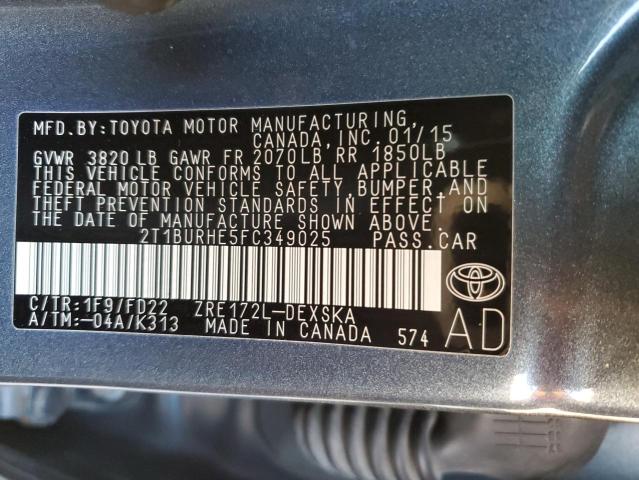 MFD.BY:TOYOTA MOTOR MANUFACTURING,
CANADA,INC. 01/15
GVWR 3820LB GAWR FR 2070LB RR 1850LB
THIS VEHICLE CONFORMS TO ALL APPLICABLE
FEDERAL MOTOR VEHICLE SAFETY, BUMPER, AND
THEFT PREVENTION STANDARDS IN EFFECT ON
THE DATE OF MANUFACTURE SHOWN ABOVE.
2T1BURHE5FC349025 PASS.CAR
C/TR:1F9/FD22 ZRE172L-DEXSKA
A/TM:-04A/K313 MADE IN CANADA 574
AD